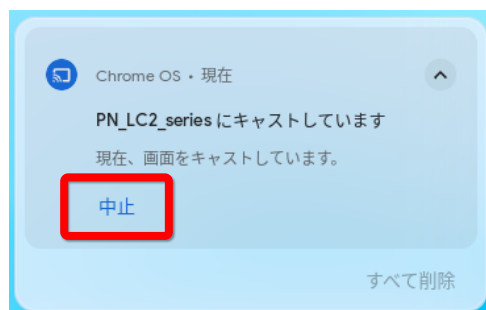 Chrome OS • 現在
PN_LC2_series にキャストしています
現在、画面をキャストしています。
中止
すべて削除